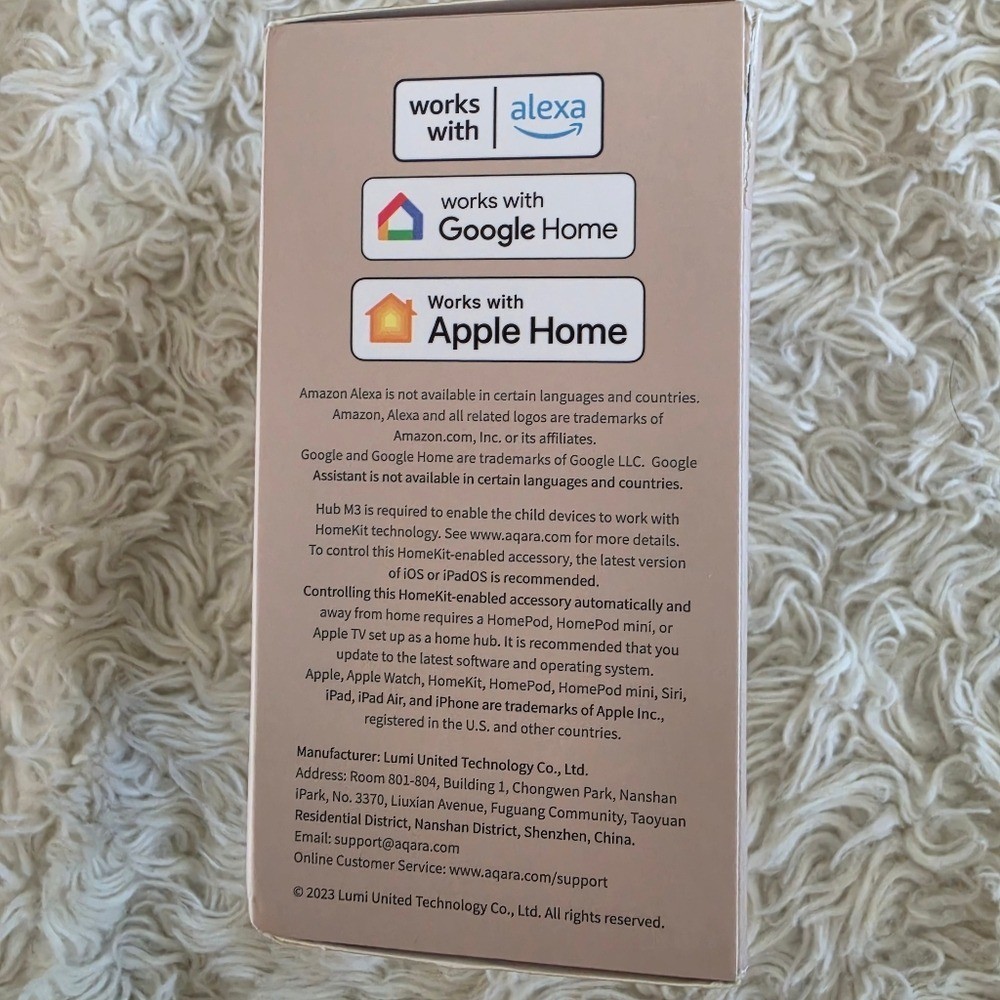 works
with
alexa
works with
Google Home
Works with
Apple Home
Amazon Alexa is not available in certain languages and countries.
Amazon, Alexa and all related logos are trademarks of
Amazon.com, Inc. or its affiliates.
Google and Google Home are trademarks of Google LLC. Google
Assistant is not available in certain languages and countries.
Hub M3 is required to enable the child devices to work with
HomeKit technology. See www.aqara.com for more details.
To control this HomeKit-enabled accessory, the latest version
of iOS or iPadOS is recommended.
Controlling this HomeKit-enabled accessory automatically and
away from home requires a HomePod, HomePod mini, or
Apple TV set up as a home hub. It is recommended that you
update to the latest software and operating system.
Apple, Apple Watch, HomeKit, HomePod, HomePod mini, Siri,
iPad, iPad Air, and iPhone are trademarks of Apple Inc.,
registered in the U.S. and other countries.
Manufacturer: Lumi United Technology Co., Ltd.
Address: Room 801-804, Building 1, Chongwen Park, Nanshan
iPark, No. 3370, Liuxian Avenue, Fuguang Community, Taoyuan
Residential District, Nanshan District, Shenzhen, China.
Email: support@aqara.com
Online Customer Service: www.aqara.com/support
© 2023 Lumi United Technology Co., Ltd. All rights reserved.